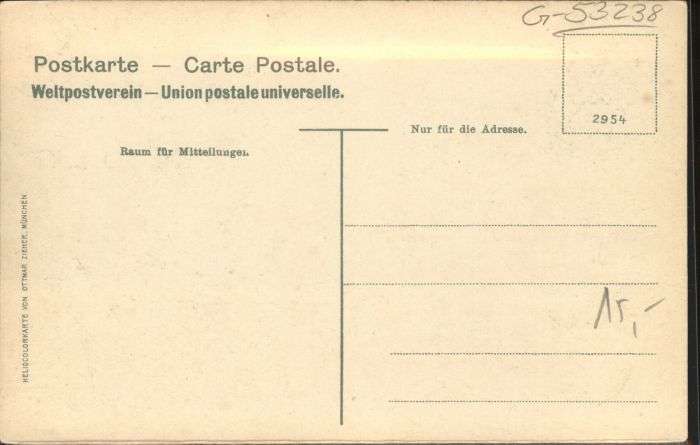 G-53238
Postkarte — Carte Postale.
Weltpostverein — Union postale universelle.
2954
Nur für die Adresse.
Raum für Mitteilungen.
HELIOCOLORKARTE VON OTTMAR ZIEHER, MÜNCHEN
15,-